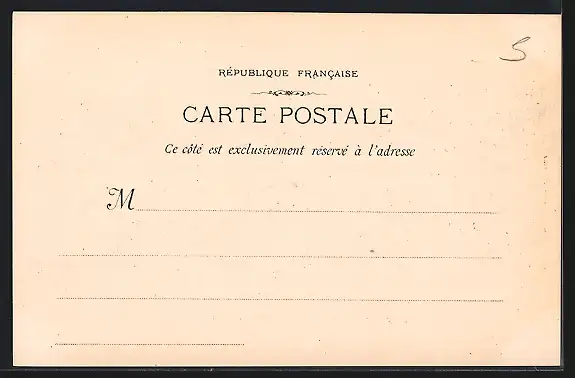 5
RÉPUBLIQUE FRANÇAISE
CARTE POSTALE
Ce côté est exclusivement réservé à l'adresse
M